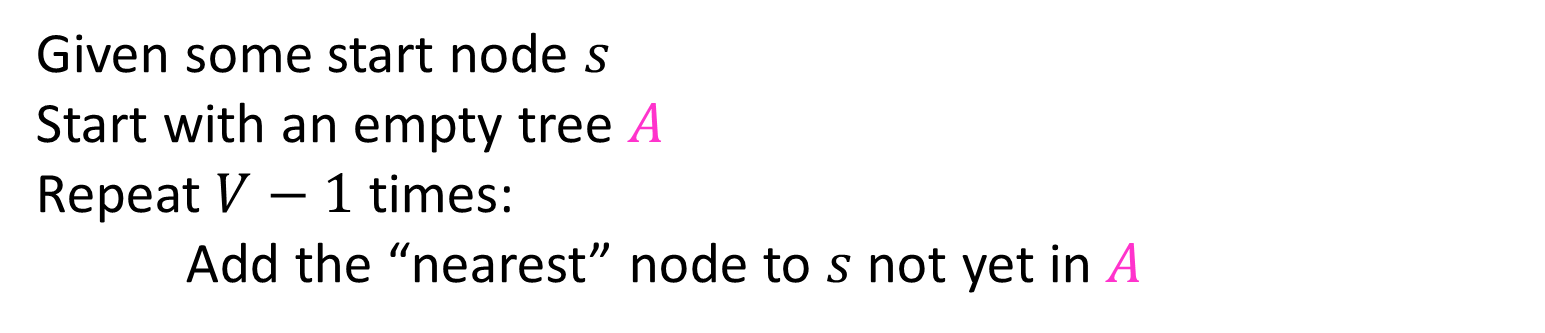 Given some start node s
Start with an empty tree A
Repeat V − 1 times:
Add the “nearest” node to s not yet in A